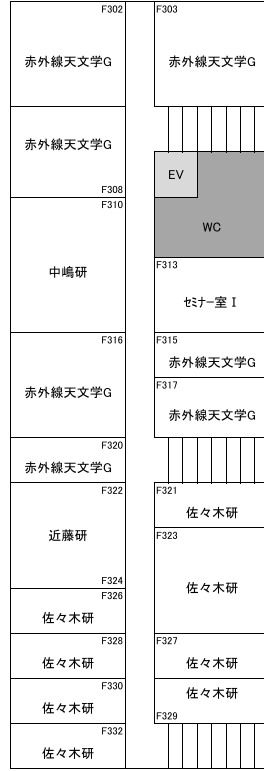 F302
赤外線天文学G
赤外線天文学G
F308
F310
中嶋研
F316
赤外線天文学G
F320
赤外線天文学G
F322
近藤研
F324
F326
佐々木研
F328
佐々木研
F330
佐々木研
F332
佐々木研
F303
赤外線天文学G
EV
WC
F313
ｾﾐﾅｰ室Ⅰ
F315
赤外線天文学G
F317
赤外線天文学G
F321
佐々木研
F323
佐々木研
F327
佐々木研
佐々木研
F329